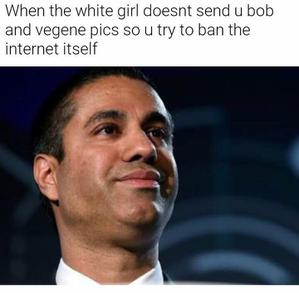 When the white girl doesnt send u bob
and vegene pics so u try to ban the
internet itself